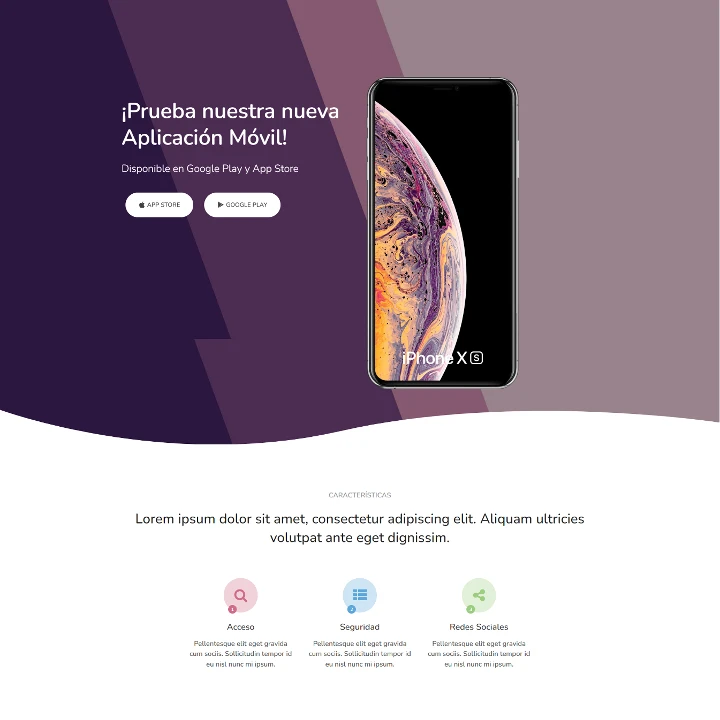 ¡Prueba nuestra nueva
Aplicación Móvil!
Disponible en Google Play y App Store
APP STORE
GOOGLE PLAY
iPhone XS
CARACTERÍSTICAS
Lorem ipsum dolor sit amet, consectetur adipiscing elit. Aliquam ultricies
volutpat ante eget dignissim.
1
2
3
Acceso
Seguridad
Redes Sociales
Pellentesque elit eget gravida
cum sociis. Sollicitudin tempor id
eu nisl nunc mi ipsum.
Pellentesque elit eget gravida
cum sociis. Sollicitudin tempor id
eu nisl nunc mi ipsum.
Pellentesque elit eget gravida
cum sociis. Sollicitudin tempor id
eu nisl nunc mi ipsum.